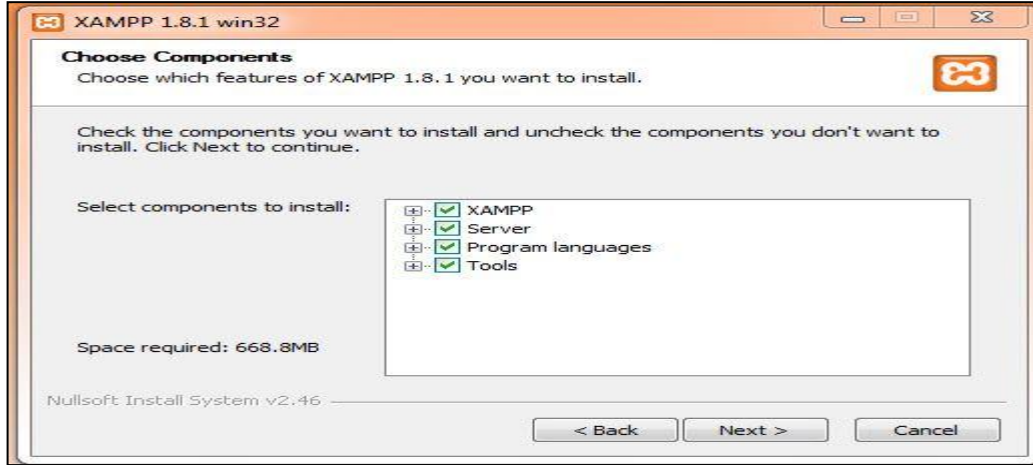 XAMPP 1.8.1 win32
Choose Components
Choose which features of XAMPP 1.8.1 you want to install.
Check the components you want to install and uncheck the components you don't want to
install. Click Next to continue.
Select components to install:
XAMPP
Server
Program languages
Tools
Space required: 668.8MB
Nullsoft Install System v2.46
< Back
Next >
Cancel